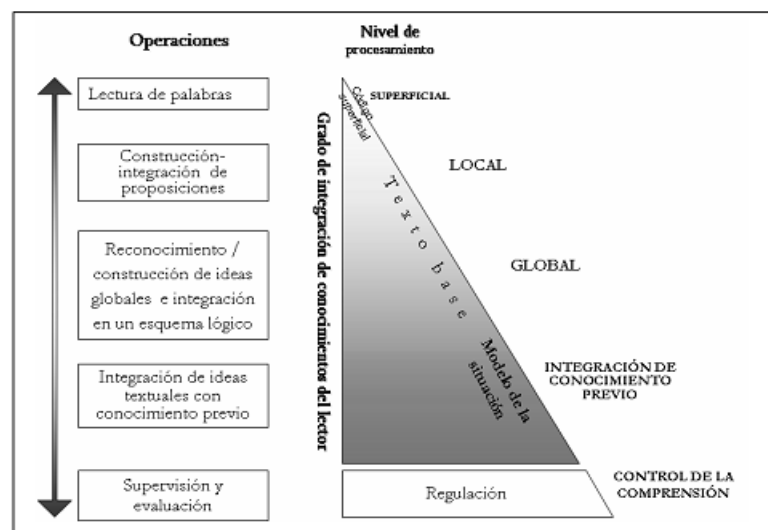 Operaciones
Nivel de
procesamiento
Lectura de palabras
Construcción-
integración de
proposiciones
Reconocimiento /
construcción de ideas
globales e integración
en un esquema lógico
Integración de ideas
textuales con
conocimiento previo
Supervisión y
evaluación
Grado de integración de conocimientos del lector
Código
superficial
Texto base
Modelo de la
situación
Regulación
SUPERFICIAL
LOCAL
GLOBAL
INTEGRACIÓN DE
CONOCIMIENTO
PREVIO
CONTROL DE LA
COMPRENSIÓN